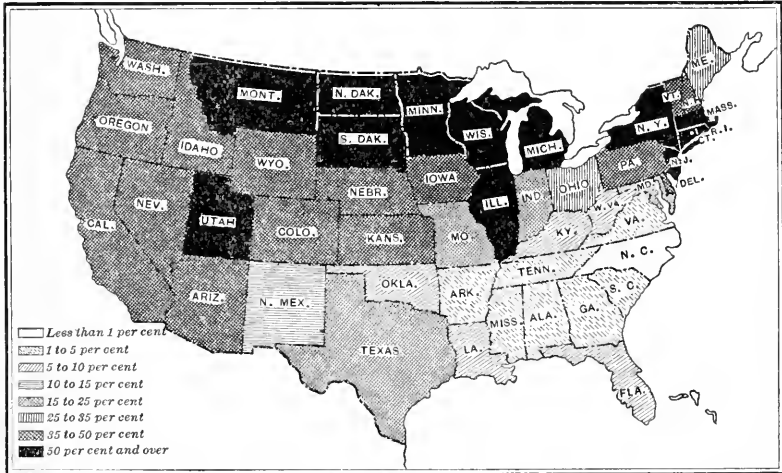 WASH.
MONT.
N. DAK.
MINN.
ME.
VT.
N.H.
MASS.
OREGON
IDAHO
S. DAK.
WIS.
MICH.
N. Y.
R.I.
CT.
WYO.
PA.
N.J.
NEV.
UTAH
NEBR.
IOWA
ILL.
IND.
OHIO
MD.
DEL.
CAL.
COLO.
KANS.
MO.
KY.
W. VA.
VA.
ARIZ.
N. MEX.
OKLA.
ARK.
TENN.
N. C.
S. C.
TEXAS
LA.
MISS.
ALA.
GA.
FLA.
Less than 1 per cent
1 to 5 per cent
5 to 10 per cent
10 to 15 per cent
15 to 25 per cent
25 to 35 per cent
35 to 50 per cent
50 per cent and over